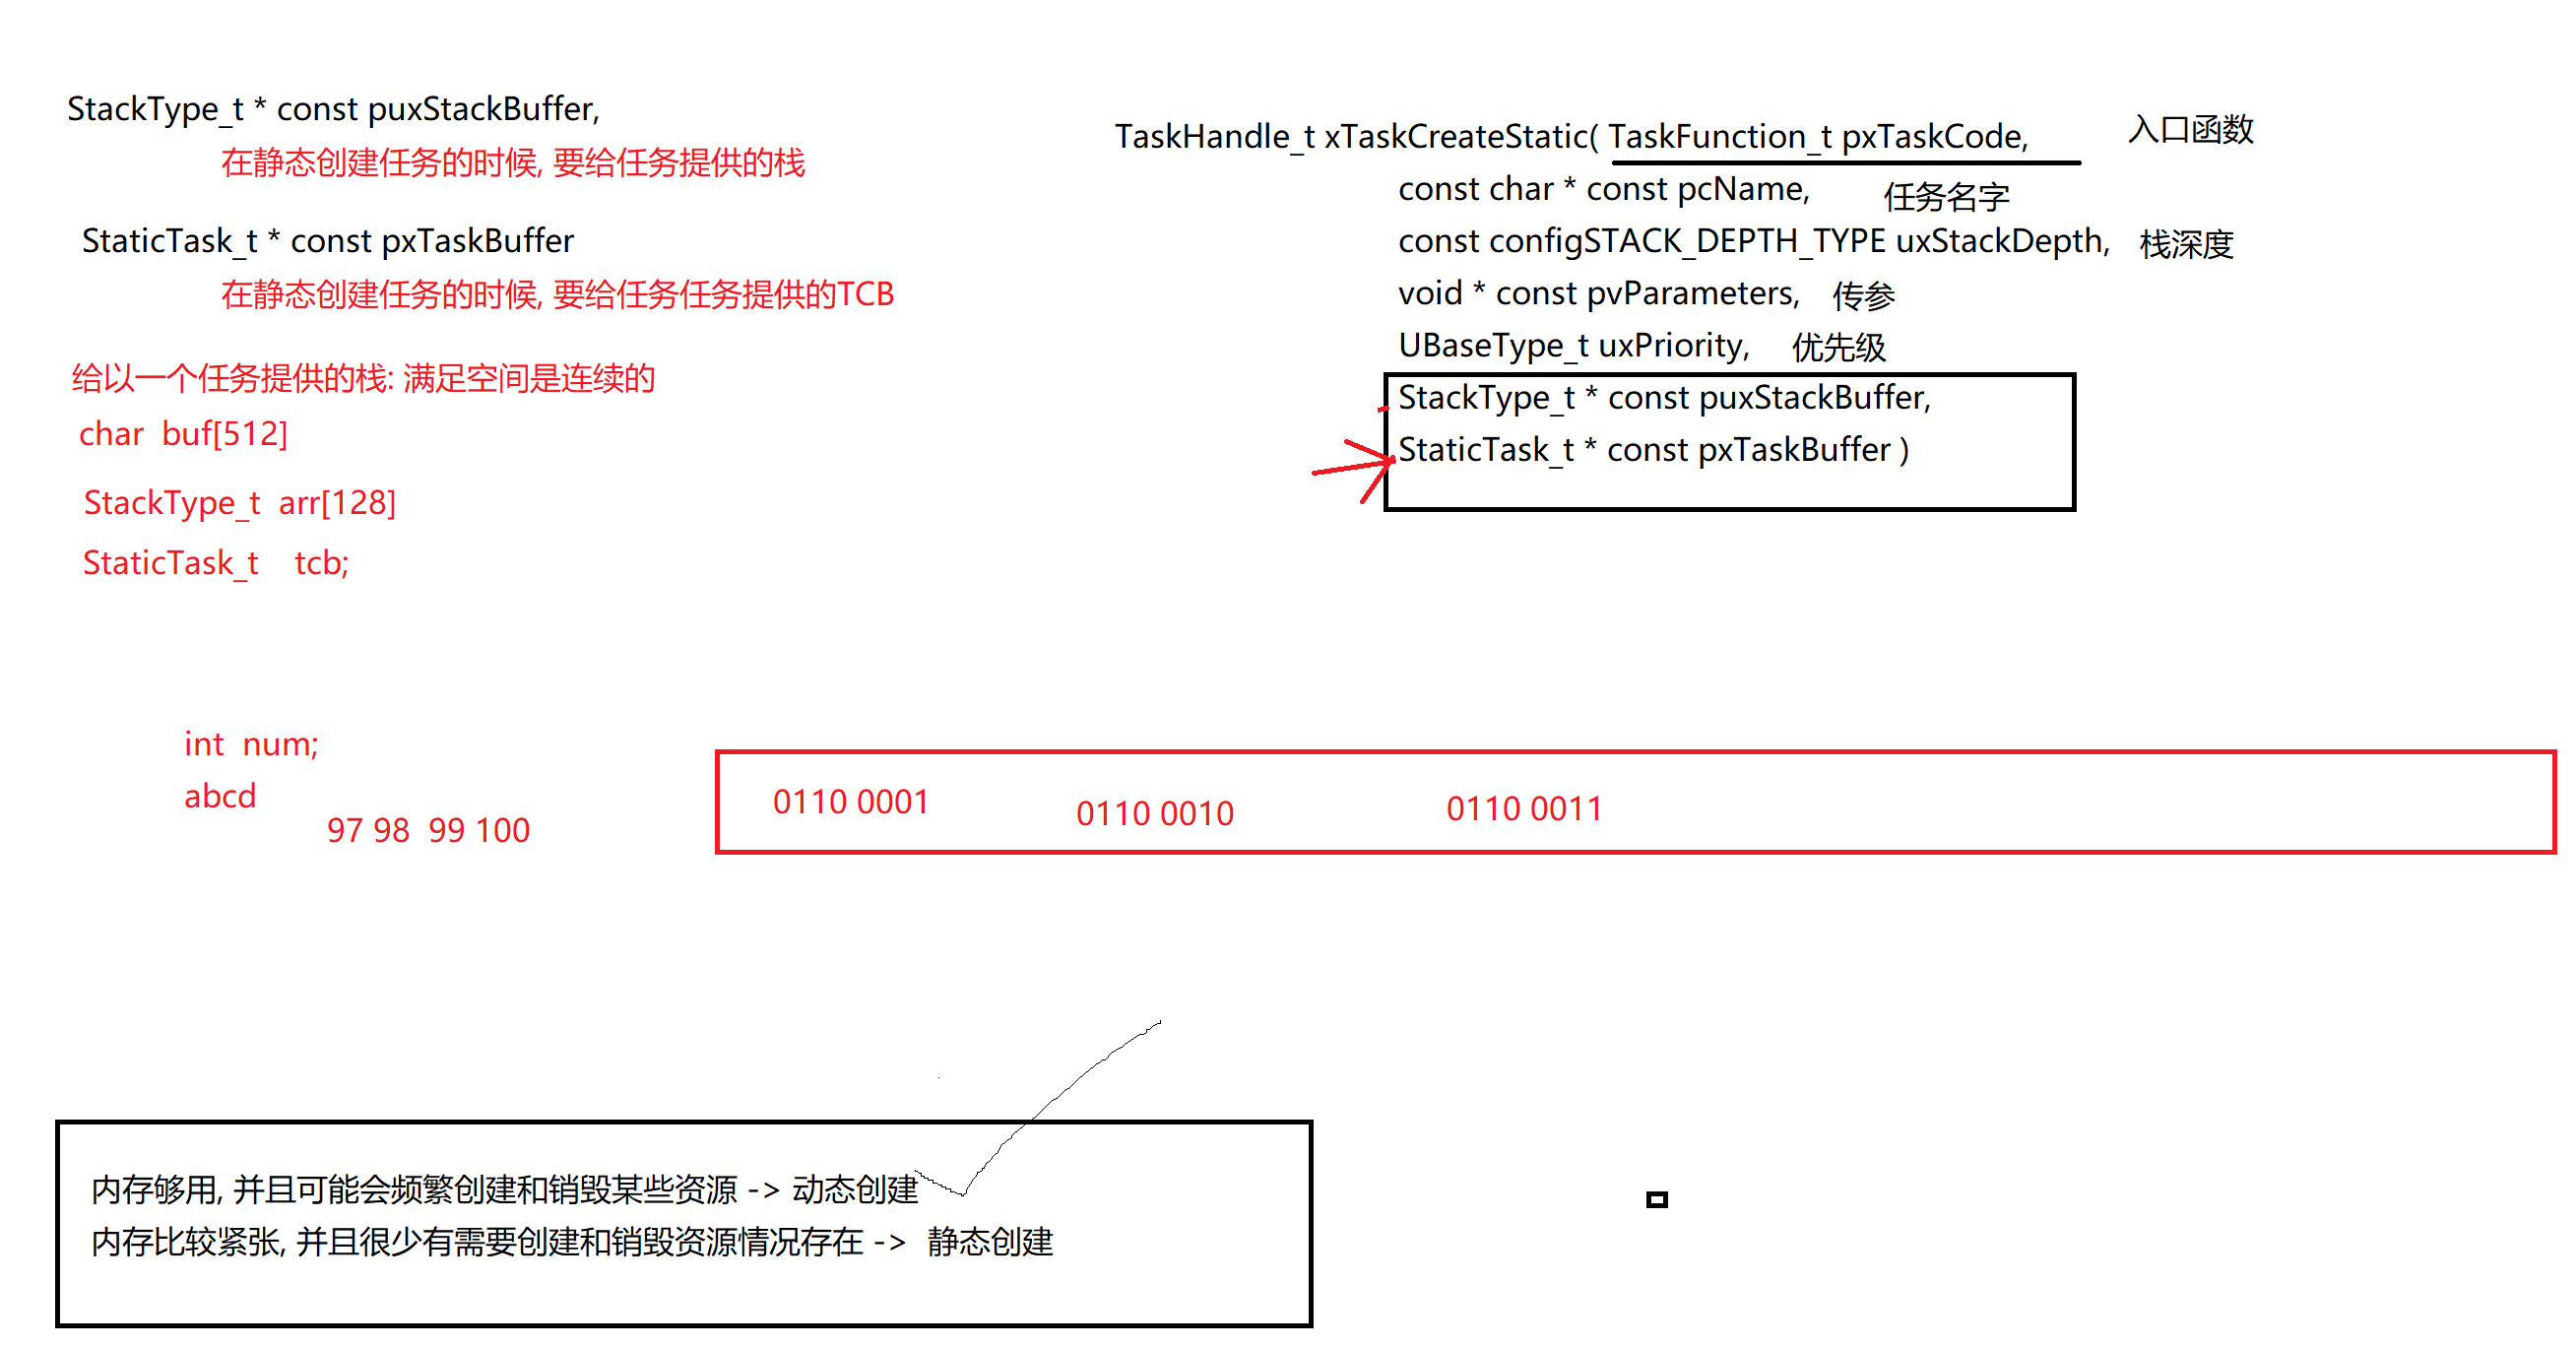 StackType_t * const puxStackBuffer,
在静态创建任务的时候, 要给任务提供的栈
StaticTask_t * const pxTaskBuffer
在静态创建任务的时候, 要给任务任务提供的TCB
给以一个任务提供的栈: 满足空间是连续的
char buf[512]
StackType_t arr[128]
StaticTask_t tcb;
TaskHandle_t xTaskCreateStatic( TaskFunction_t pxTaskCode, 入口函数
const char * const pcName, 任务名字
const configSTACK_DEPTH_TYPE uxStackDepth, 栈深度
void * const pvParameters, 传参
UBaseType_t uxPriority, 优先级
StackType_t * const puxStackBuffer,
StaticTask_t * const pxTaskBuffer )
int num;
abcd
97 98 99 100
0110 0001 0110 0010 0110 0011
内存够用, 并且可能会频繁创建和销毁某些资源 -> 动态创建
内存比较紧张, 并且很少有需要创建和销毁资源情况存在 -> 静态创建